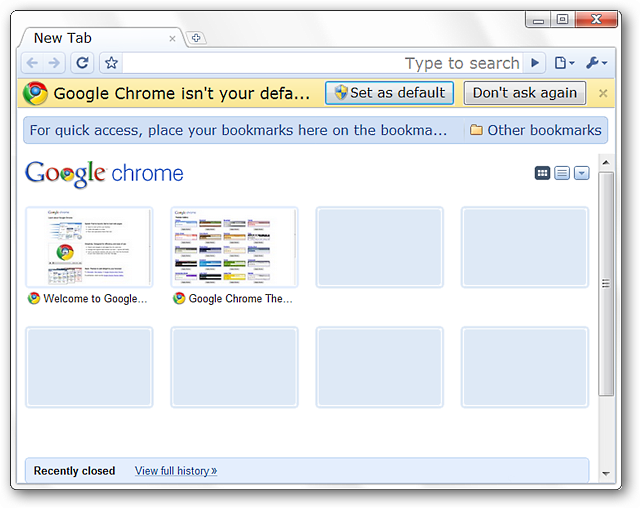 New Tab
Type to search
Google Chrome isn't your defa...
Set as default
Don't ask again
For quick access, place your bookmarks here on the bookma...
Other bookmarks
Google chrome
Welcome to Google...
Google Chrome The...
Recently closed
View full history»